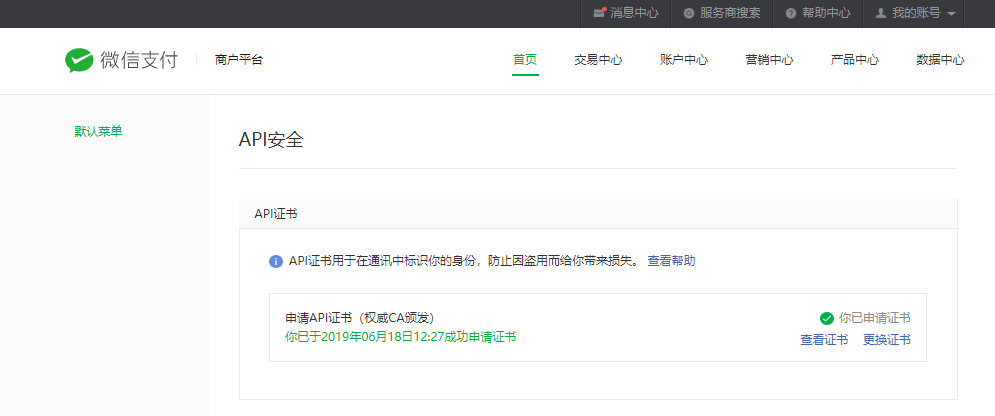 消息中心 服务商搜索 帮助中心 我的账号
微信支付 商户平台 首页 交易中心 账户中心 营销中心 产品中心 数据中心
默认菜单
API安全
API证书
API证书用于在通讯中标识你的身份，防止因盗用而给你带来损失。 查看帮助
申请API证书（权威CA颁发） 你已申请证书
你已于2019年06月18日12:27成功申请证书 查看证书 更换证书